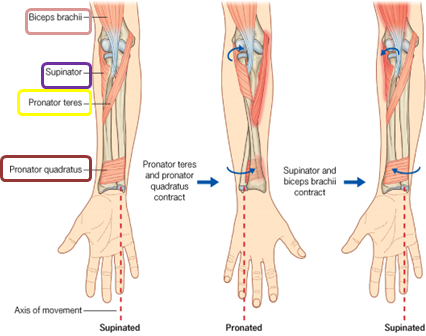 Biceps brachii
Supinator
Pronator teres
Pronator quadratus
Pronator teres
and pronator
quadratus
contract
Supinator and
biceps brachii
contract
Axis of movement
Supinated
Pronated
Supinated